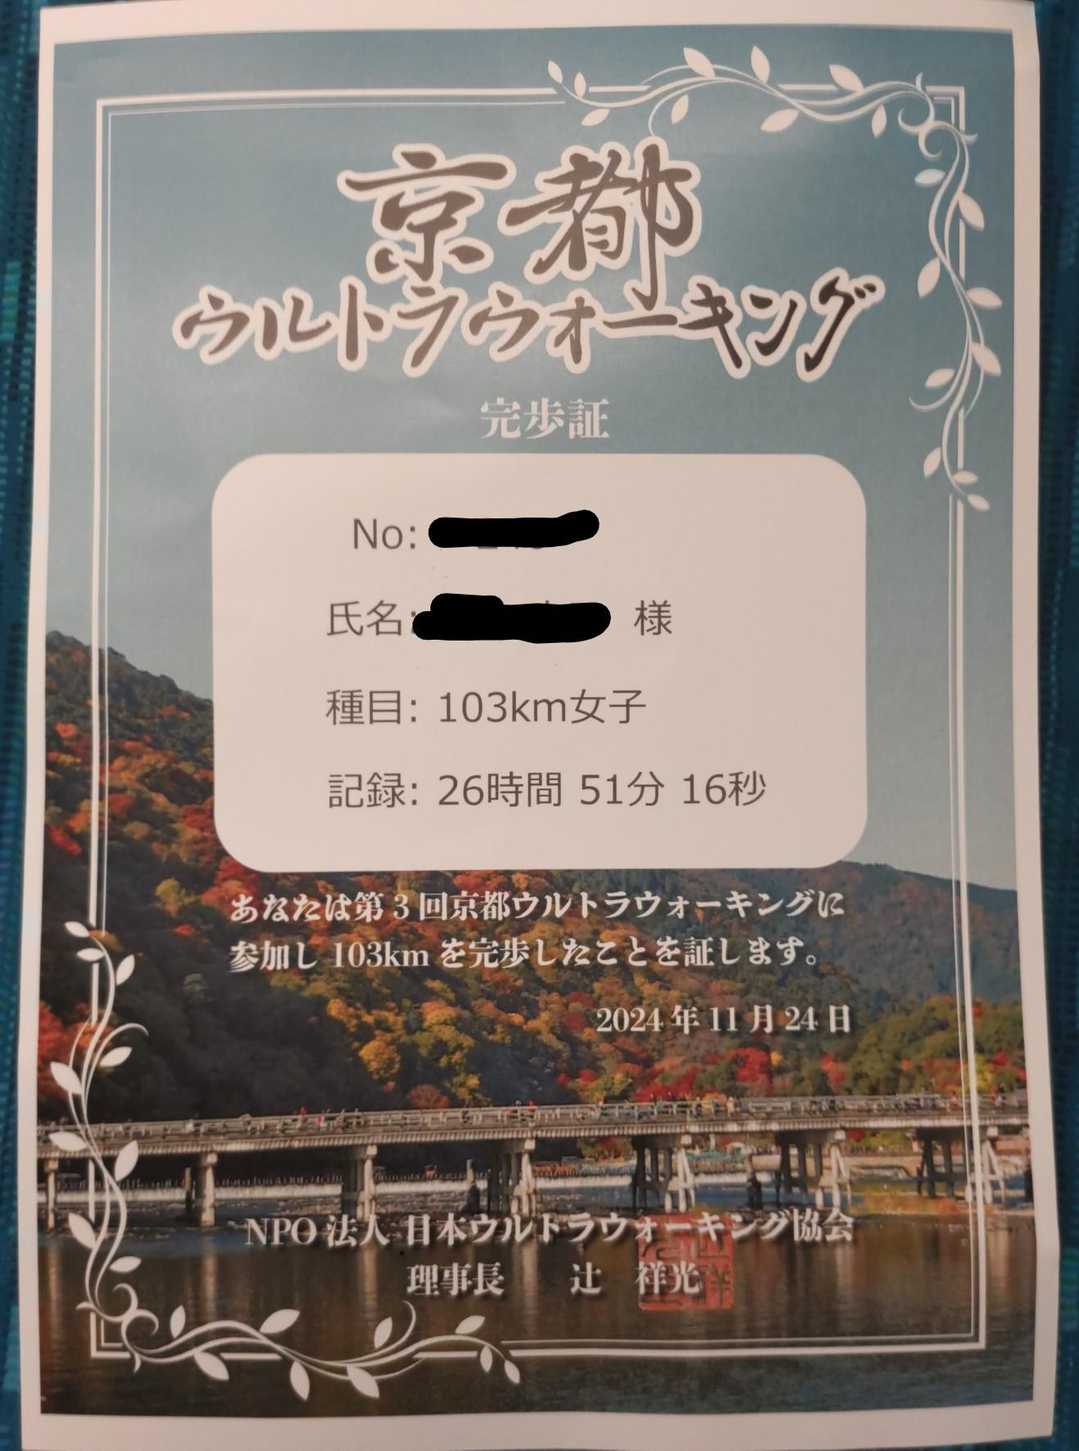 京都
ウルトラウォーキング
完歩証
No:
氏名: 様
種目: 103km女子
記録: 26時間 51分 16秒
あなたは第3回京都ウルトラウォーキングに
参加し103kmを完歩したことを証します。
2024年11月24日
NPO法人 日本ウルトラウォーキング協会
理事長 辻 祥光